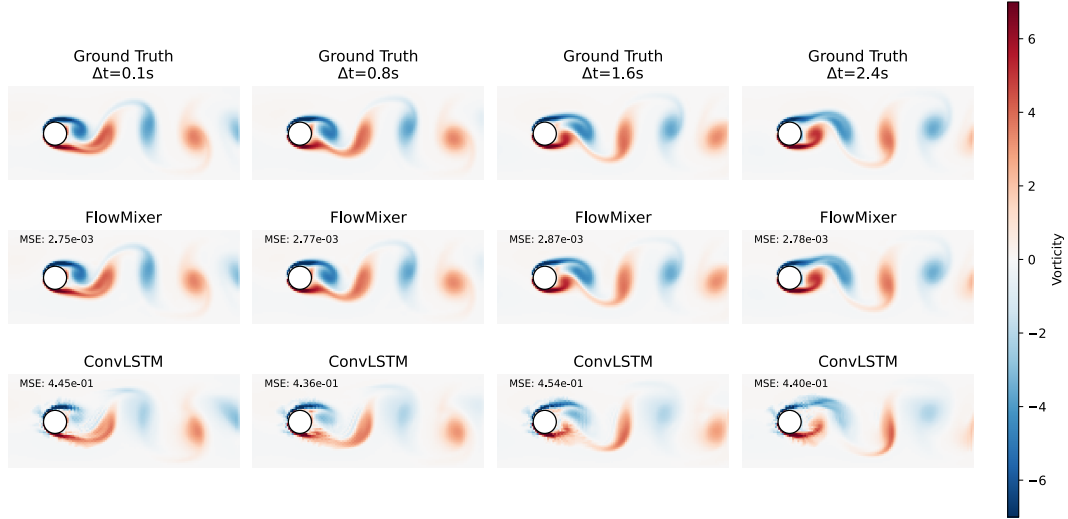 Ground Truth
Δt=0.1s
Ground Truth
Δt=0.8s
Ground Truth
Δt=1.6s
Ground Truth
Δt=2.4s
FlowMixer
MSE: 2.75e-03
FlowMixer
MSE: 2.77e-03
FlowMixer
MSE: 2.87e-03
FlowMixer
MSE: 2.78e-03
ConvLSTM
MSE: 4.45e-01
ConvLSTM
MSE: 4.36e-01
ConvLSTM
MSE: 4.54e-01
ConvLSTM
MSE: 4.40e-01
6
4
2
0
−2
−4
−6
Vorticity